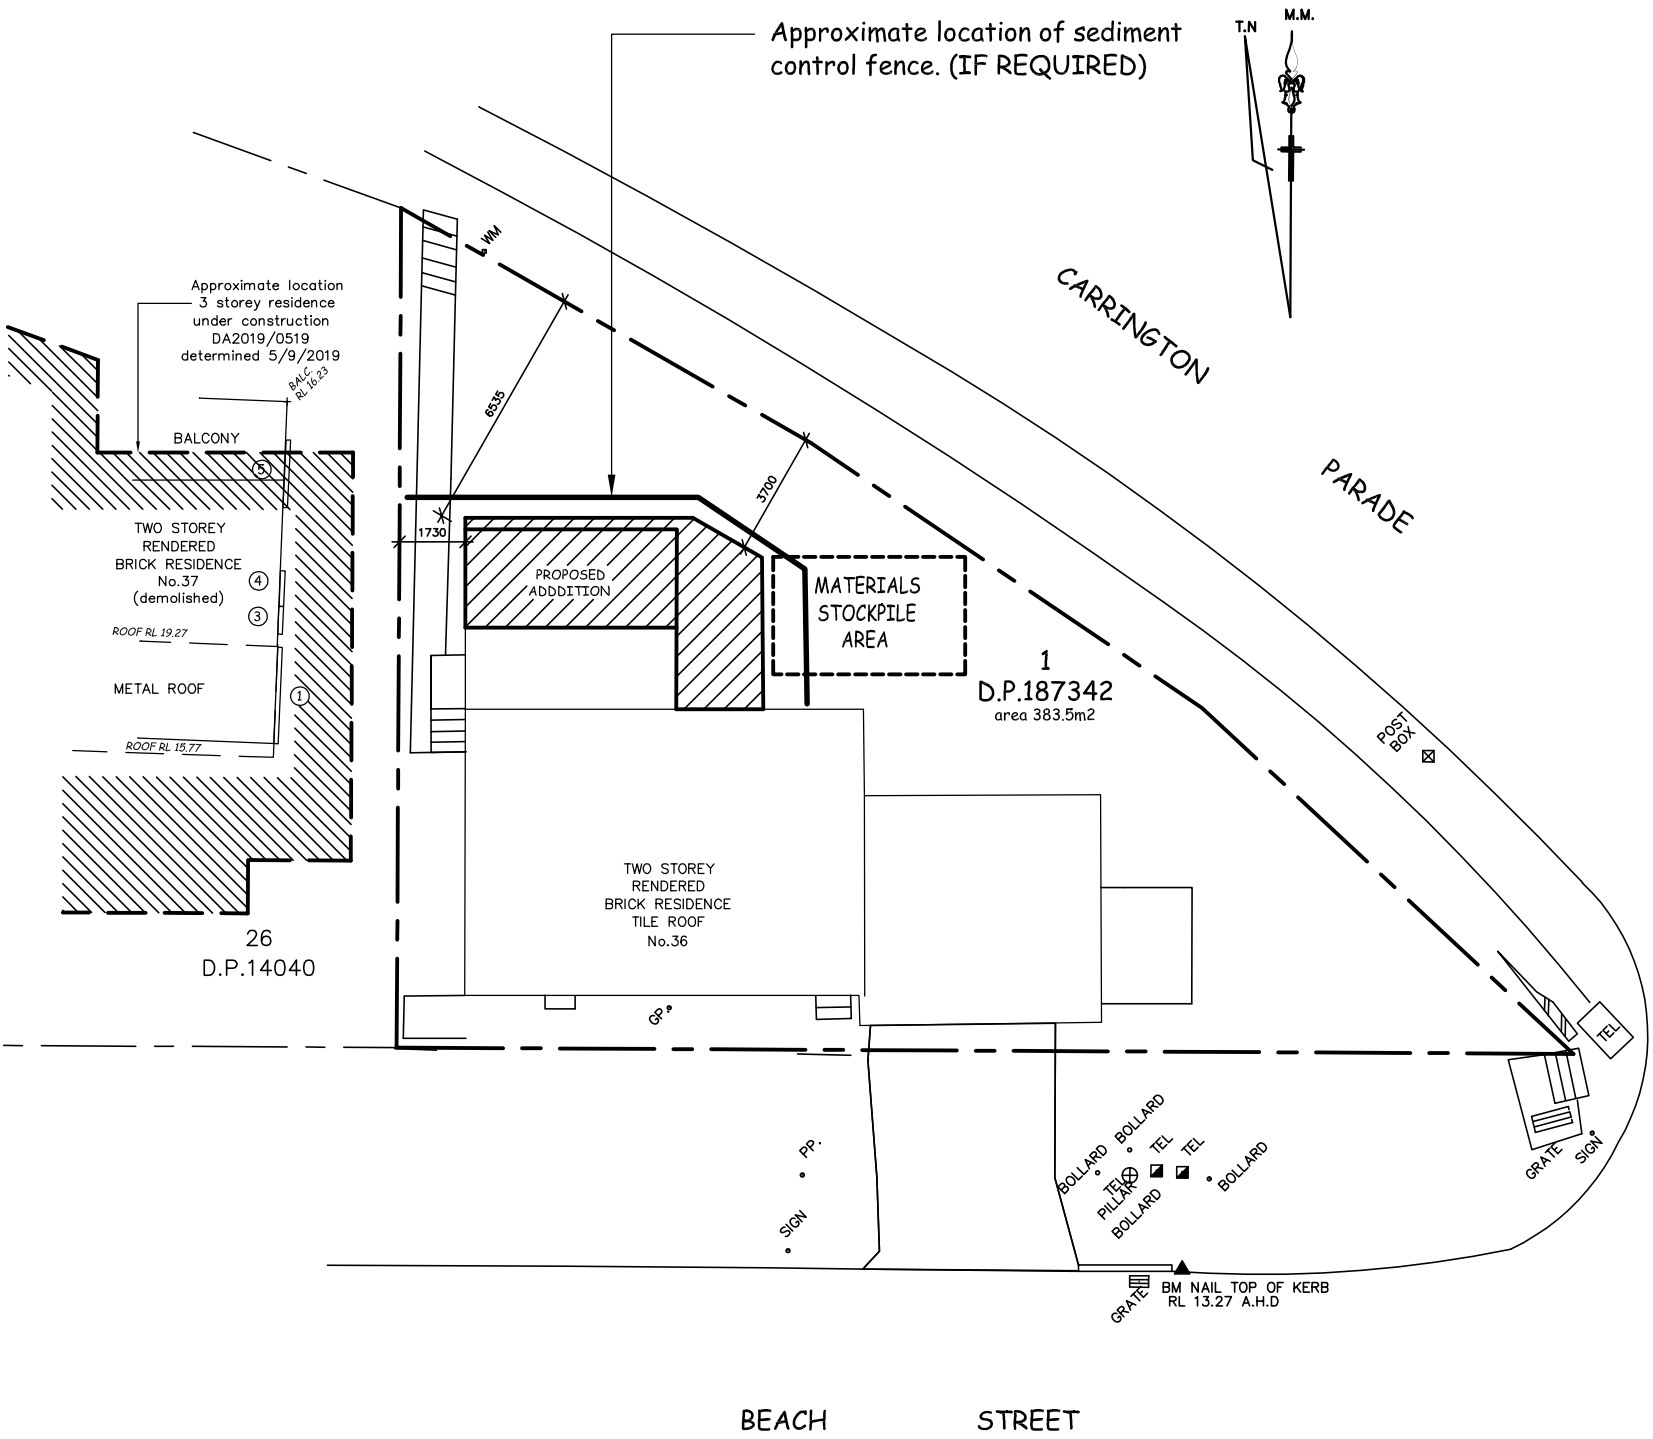 M.M.
T.N
Approximate location of sediment
control fence. (IF REQUIRED)
WM
CARRINGTON
PARADE
Approximate location
3 storey residence
under construction
DA2019/0519
determined 5/9/2019
BALC.
RL 16.23
6535
BALCONY
5
3700
1730
TWO STOREY
RENDERED
BRICK RESIDENCE
No.37
(demolished)
4
3
PROPOSED
ADDDITION
MATERIALS
STOCKPILE
AREA
ROOF RL 19.27
METAL ROOF
1
ROOF RL 15.77
1
D.P.187342
area 383.5m2
POST
BOX
TWO STOREY
RENDERED
BRICK RESIDENCE
TILE ROOF
No.36
26
D.P.14040
GP.
TEL
PP.
SIGN
BOLLARD
BOLLARD
TEL
TEL
BOLLARD
TEL
PILLAR
BOLLARD
GRATE
SIGN
GRATE
BM NAIL TOP OF KERB
RL 13.27 A.H.D
BEACH STREET